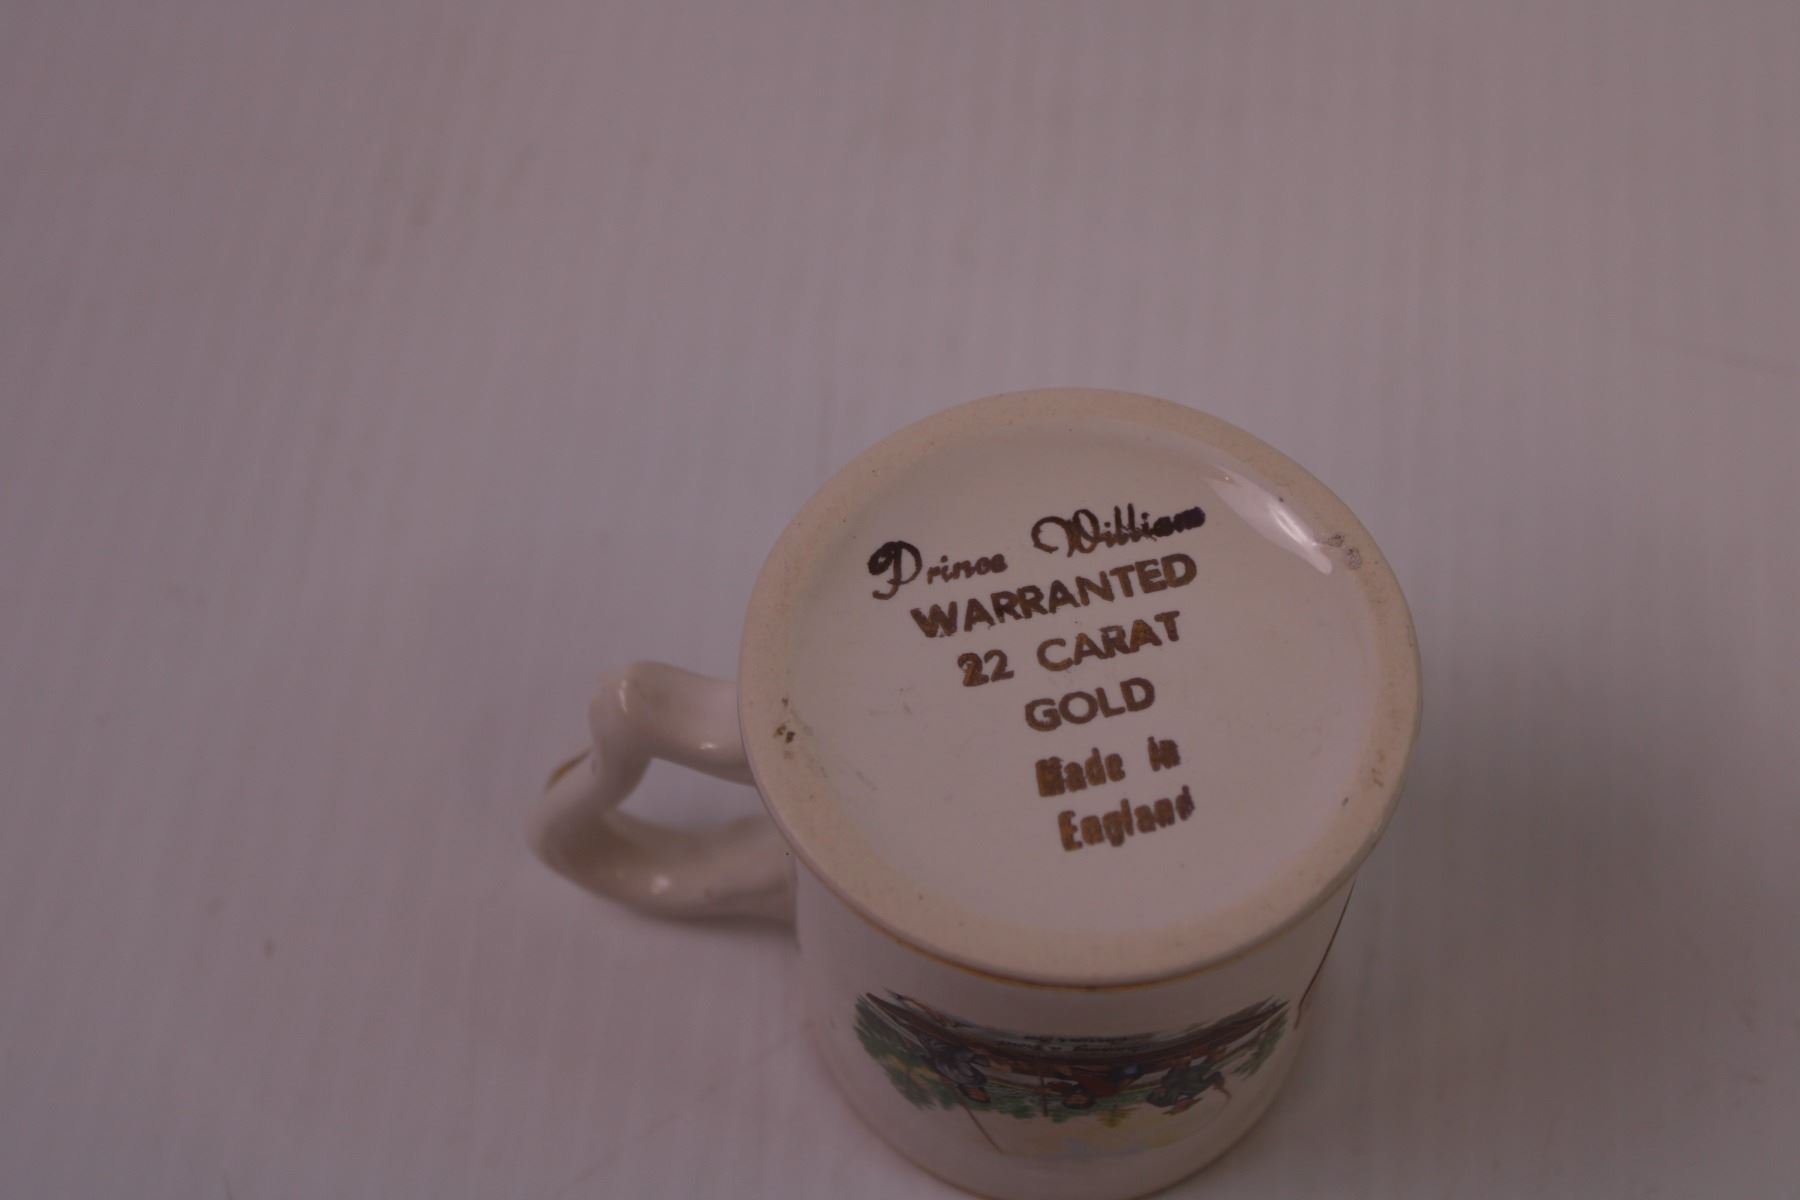 Prince William
WARRANTED
22 CARAT
GOLD
Made in
England